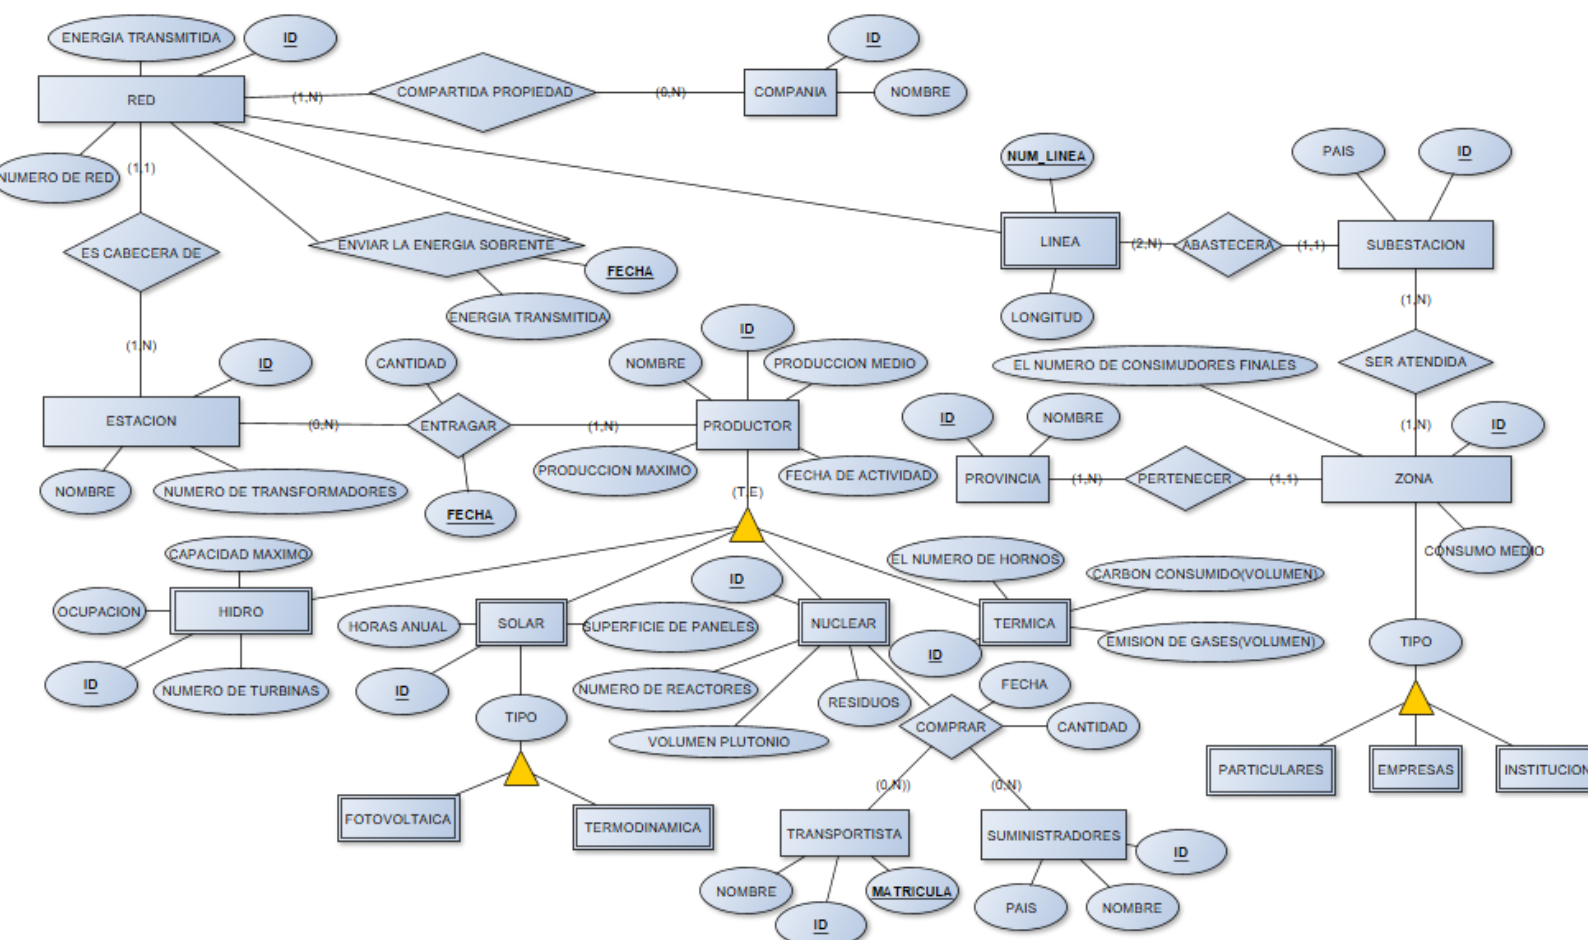 ENERGIA TRANSMITIDA
ID
ID
RED
(1,N)
COMPARTIDA PROPIEDAD
(0,N)
COMPANIA
NOMBRE
NUMERO DE RED
(1,1)
NUM_LINEA
PAIS
ID
ES CABECERA DE
ENVIAR LA ENERGIA SOBRENTE
FECHA
ENERGIA TRANSMITIDA
LINEA
(2,N)
ABASTECERA
(1,1)
SUBESTACION
LONGITUD
(1,N)
(1,N)
ID
CANTIDAD
NOMBRE
ID
PRODUCCION MEDIO
EL NUMERO DE CONSIMUDORES FINALES
SER ATENDIDA
ESTACION
(0,N)
ENTRAGAR
(1,N)
PRODUCTOR
ID
NOMBRE
(1,N)
ID
NOMBRE
NUMERO DE TRANSFORMADORES
FECHA
PRODUCCION MAXIMO
FECHA DE ACTIVIDAD
PROVINCIA
(1,N)
PERTENECER
(1,1)
ZONA
(T,E)
CONSUMO MEDIO
CAPACIDAD MAXIMO
OCUPACION
HIDRO
ID
NUMERO DE TURBINAS
HORAS ANUAL
SOLAR
SUPERFICIE DE PANELES
ID
ID
NUCLEAR
EL NUMERO DE HORNOS
CARBON CONSUMIDO(VOLUMEN)
TERMICA
EMISION DE GASES(VOLUMEN)
ID
TIPO
NUMERO DE REACTORES
RESIDUOS
FECHA
TIPO
VOLUMEN PLUTONIO
COMPRAR
CANTIDAD
PARTICULARES
EMPRESAS
INSTITUCION
FOTOVOLTAICA
TERMODINAMICA
(0,N))
(0,N)
TRANSPORTISTA
SUMINISTRADORES
ID
NOMBRE
ID
MATRICULA
PAIS
NOMBRE